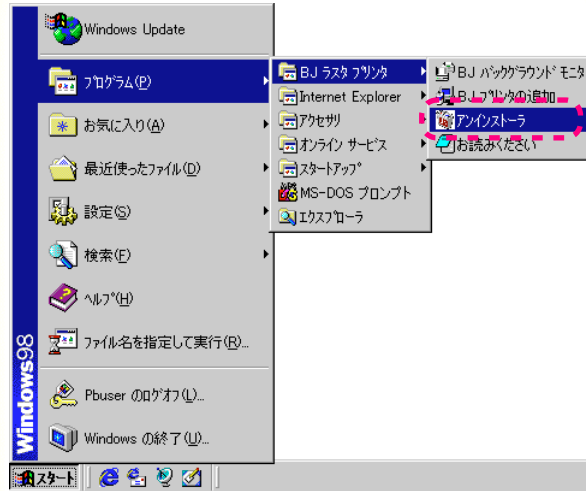 Windows Update
プログラム(P)
お気に入り(A)
最近使ったファイル(D)
設定(S)
検索(F)
ヘルプ(H)
ファイル名を指定して実行(R)...
Pbuser のログオフ(L)...
Windows の終了(U)...
Windows98
スタート
BJ ラスタ プリンタ
Internet Explorer
アクセサリ
オンライン サービス
スタートアップ
MS-DOS プロンプト
エクスプローラ
BJ バックグラウンド モニタ
BJ プリンタの追加
アンインストーラ
お読みください